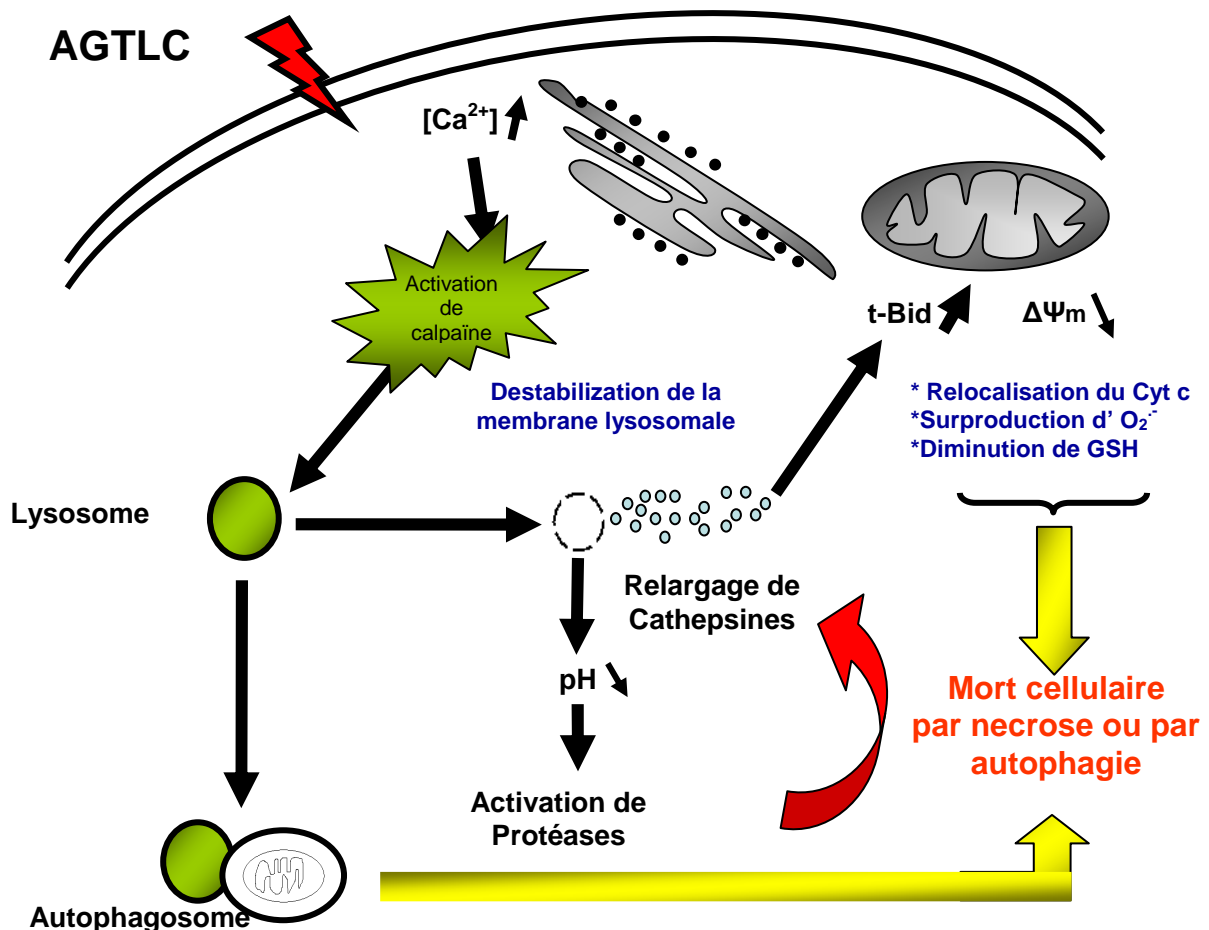 AGTLC
[Ca²⁺]
Activation
de
calpaïne
t-Bid
ΔΨm
Destabilization de la
membrane lysosomale
* Relocalisation du Cyt c
*Surproduction d’ O₂·⁻
*Diminution de GSH
Lysosome
Relargage de
Cathepsines
pH
Mort cellulaire
par necrose ou par
autophagie
Activation de
Protéases
Autophagosome